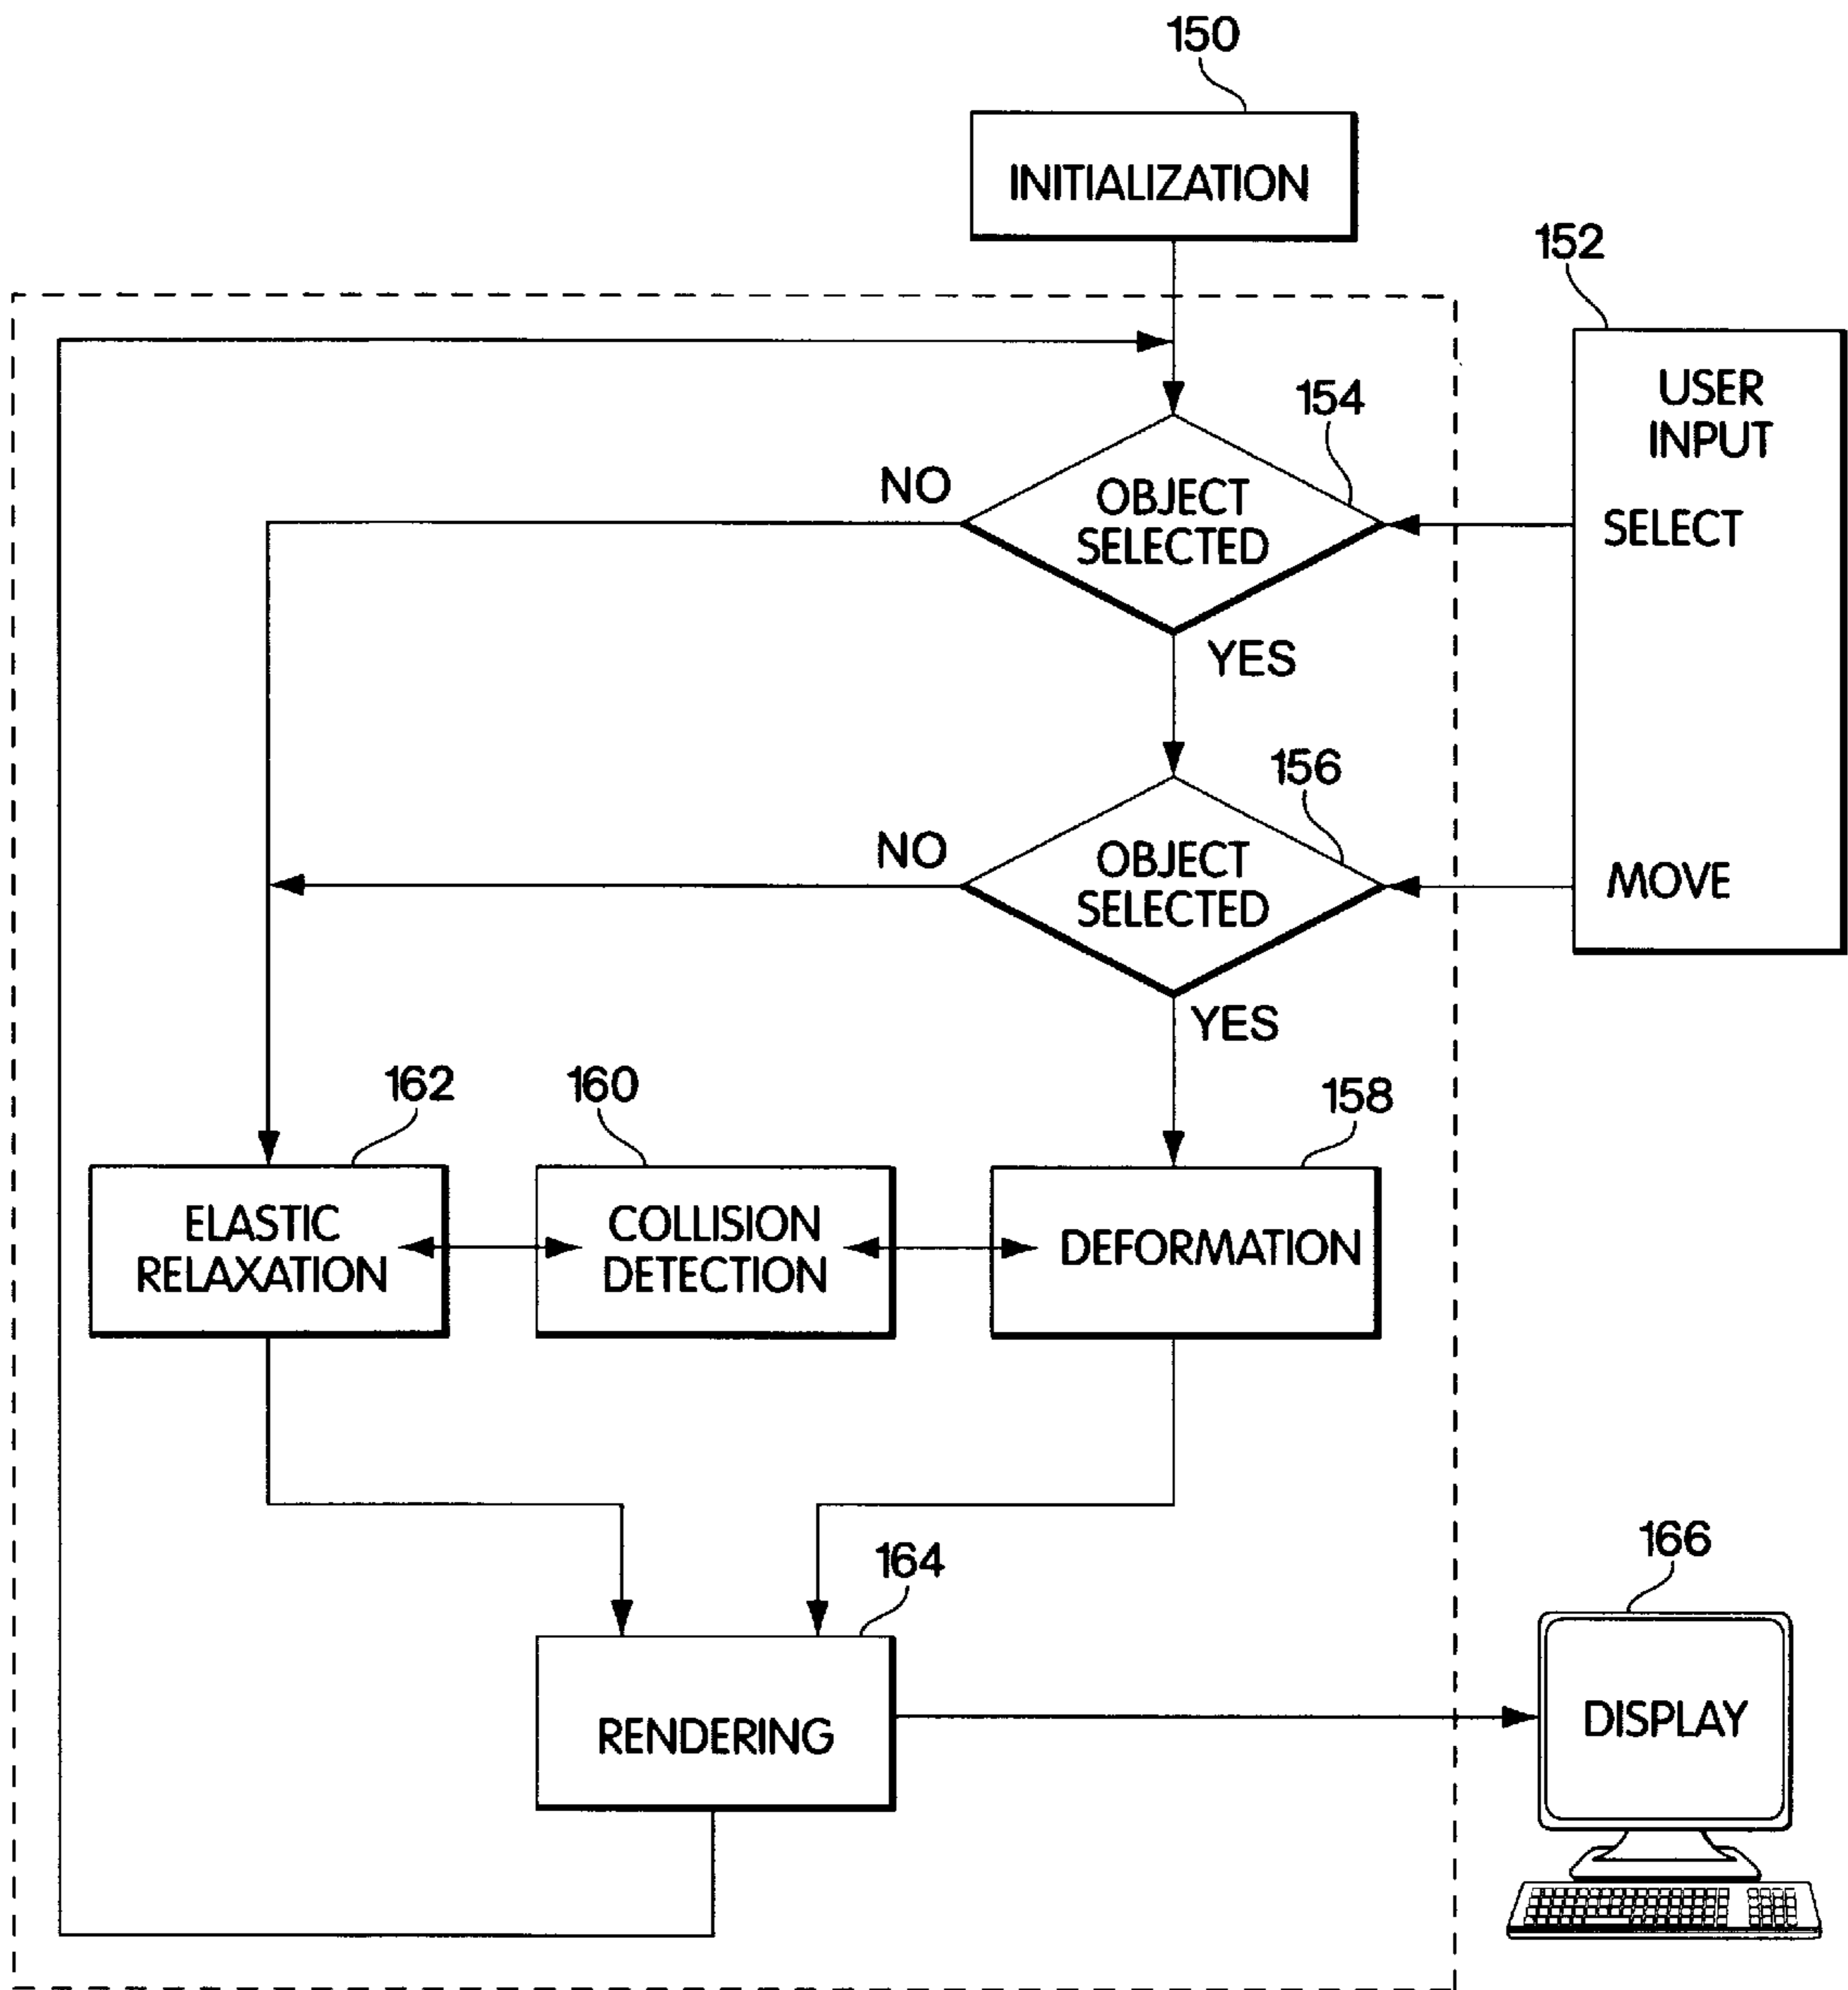 150
INITIALIZATION
152
USER
INPUT
SELECT
MOVE
154
NO
OBJECT
SELECTED
YES
156
NO
OBJECT
SELECTED
YES
162
ELASTIC
RELAXATION
160
COLLISION
DETECTION
158
DEFORMATION
164
RENDERING
166
DISPLAY